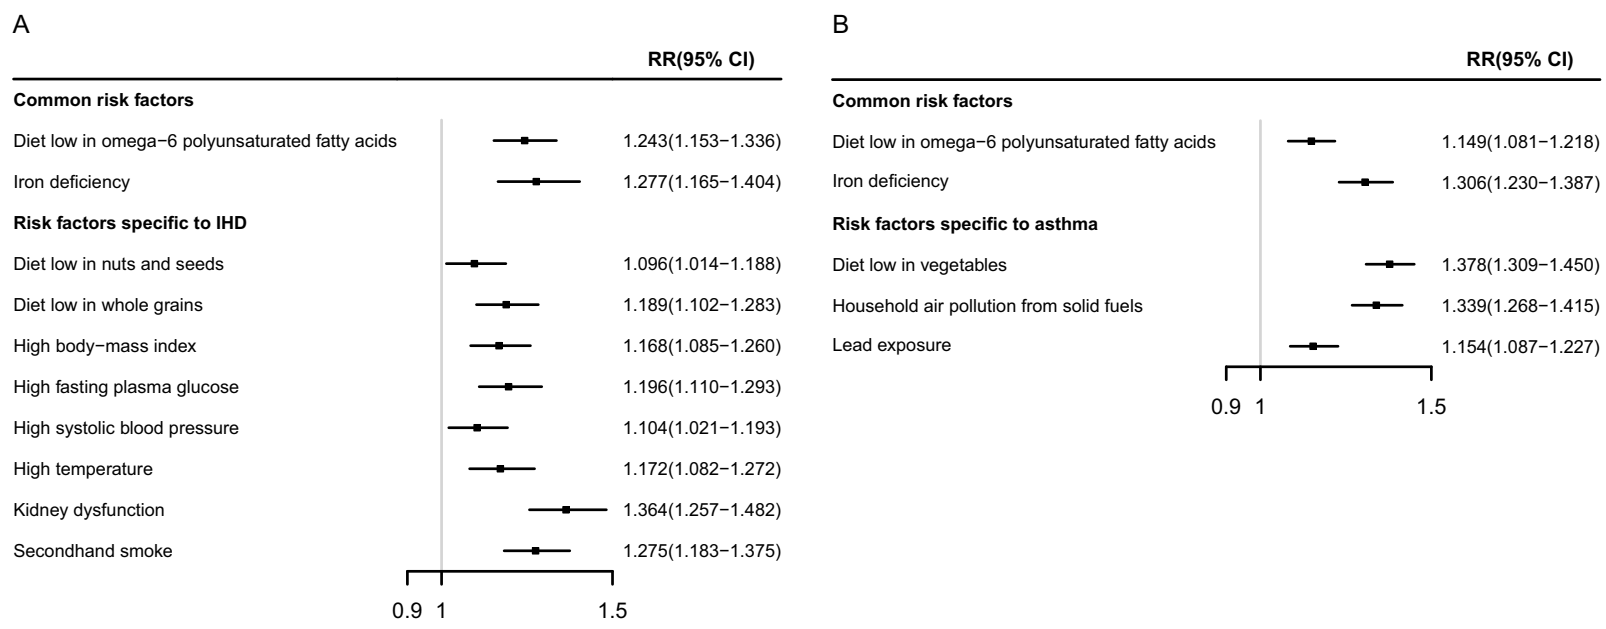 A
RR(95% CI)
Common risk factors
Diet low in omega−6 polyunsaturated fatty acids 1.243(1.153−1.336)
Iron deficiency 1.277(1.165−1.404)
Risk factors specific to IHD
Diet low in nuts and seeds 1.096(1.014−1.188)
Diet low in whole grains 1.189(1.102−1.283)
High body−mass index 1.168(1.085−1.260)
High fasting plasma glucose 1.196(1.110−1.293)
High systolic blood pressure 1.104(1.021−1.193)
High temperature 1.172(1.082−1.272)
Kidney dysfunction 1.364(1.257−1.482)
Secondhand smoke 1.275(1.183−1.375)
0.9 1 1.5
B
RR(95% CI)
Common risk factors
Diet low in omega−6 polyunsaturated fatty acids 1.149(1.081−1.218)
Iron deficiency 1.306(1.230−1.387)
Risk factors specific to asthma
Diet low in vegetables 1.378(1.309−1.450)
Household air pollution from solid fuels 1.339(1.268−1.415)
Lead exposure 1.154(1.087−1.227)
0.9 1 1.5